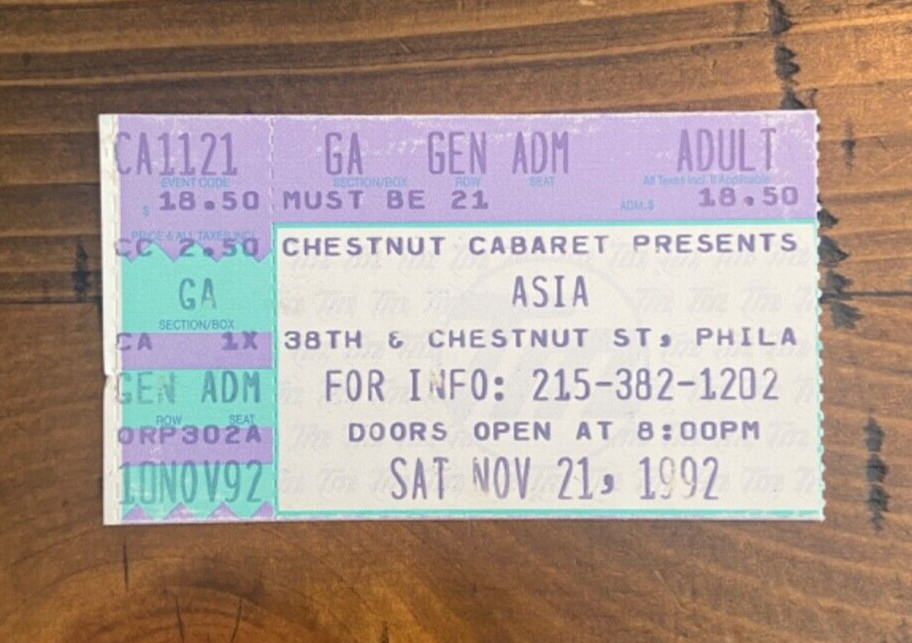 CA1121 GA GEN ADM ADULT
EVENT CODE SECTION/BOX ROW SEAT All Taxes Incl. If Applicable
$ 18.50 MUST BE 21 ADM.$ 18.50
PRICE & ALL TAXES INCL.
CC 2.50 CHESTNUT CABARET PRESENTS
GA ASIA
SECTION/BOX
CA 1X 38TH & CHESTNUT ST, PHILA
GEN ADM FOR INFO: 215-382-1202
ROW SEAT
ORP302A DOORS OPEN AT 8:00PM
10NOV92 SAT NOV 21, 1992